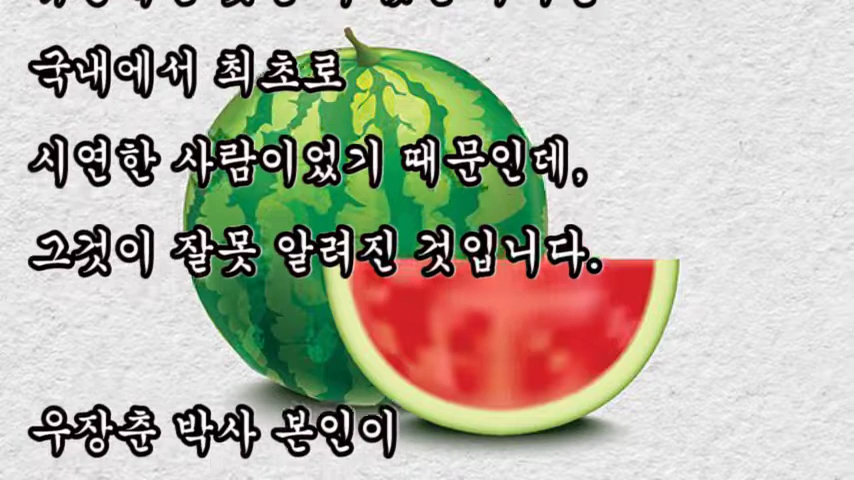 국내에서 최초로
시연한 사람이었기 때문인데,
그것이 잘못 알려진 것입니다.
우장춘 박사 본인이